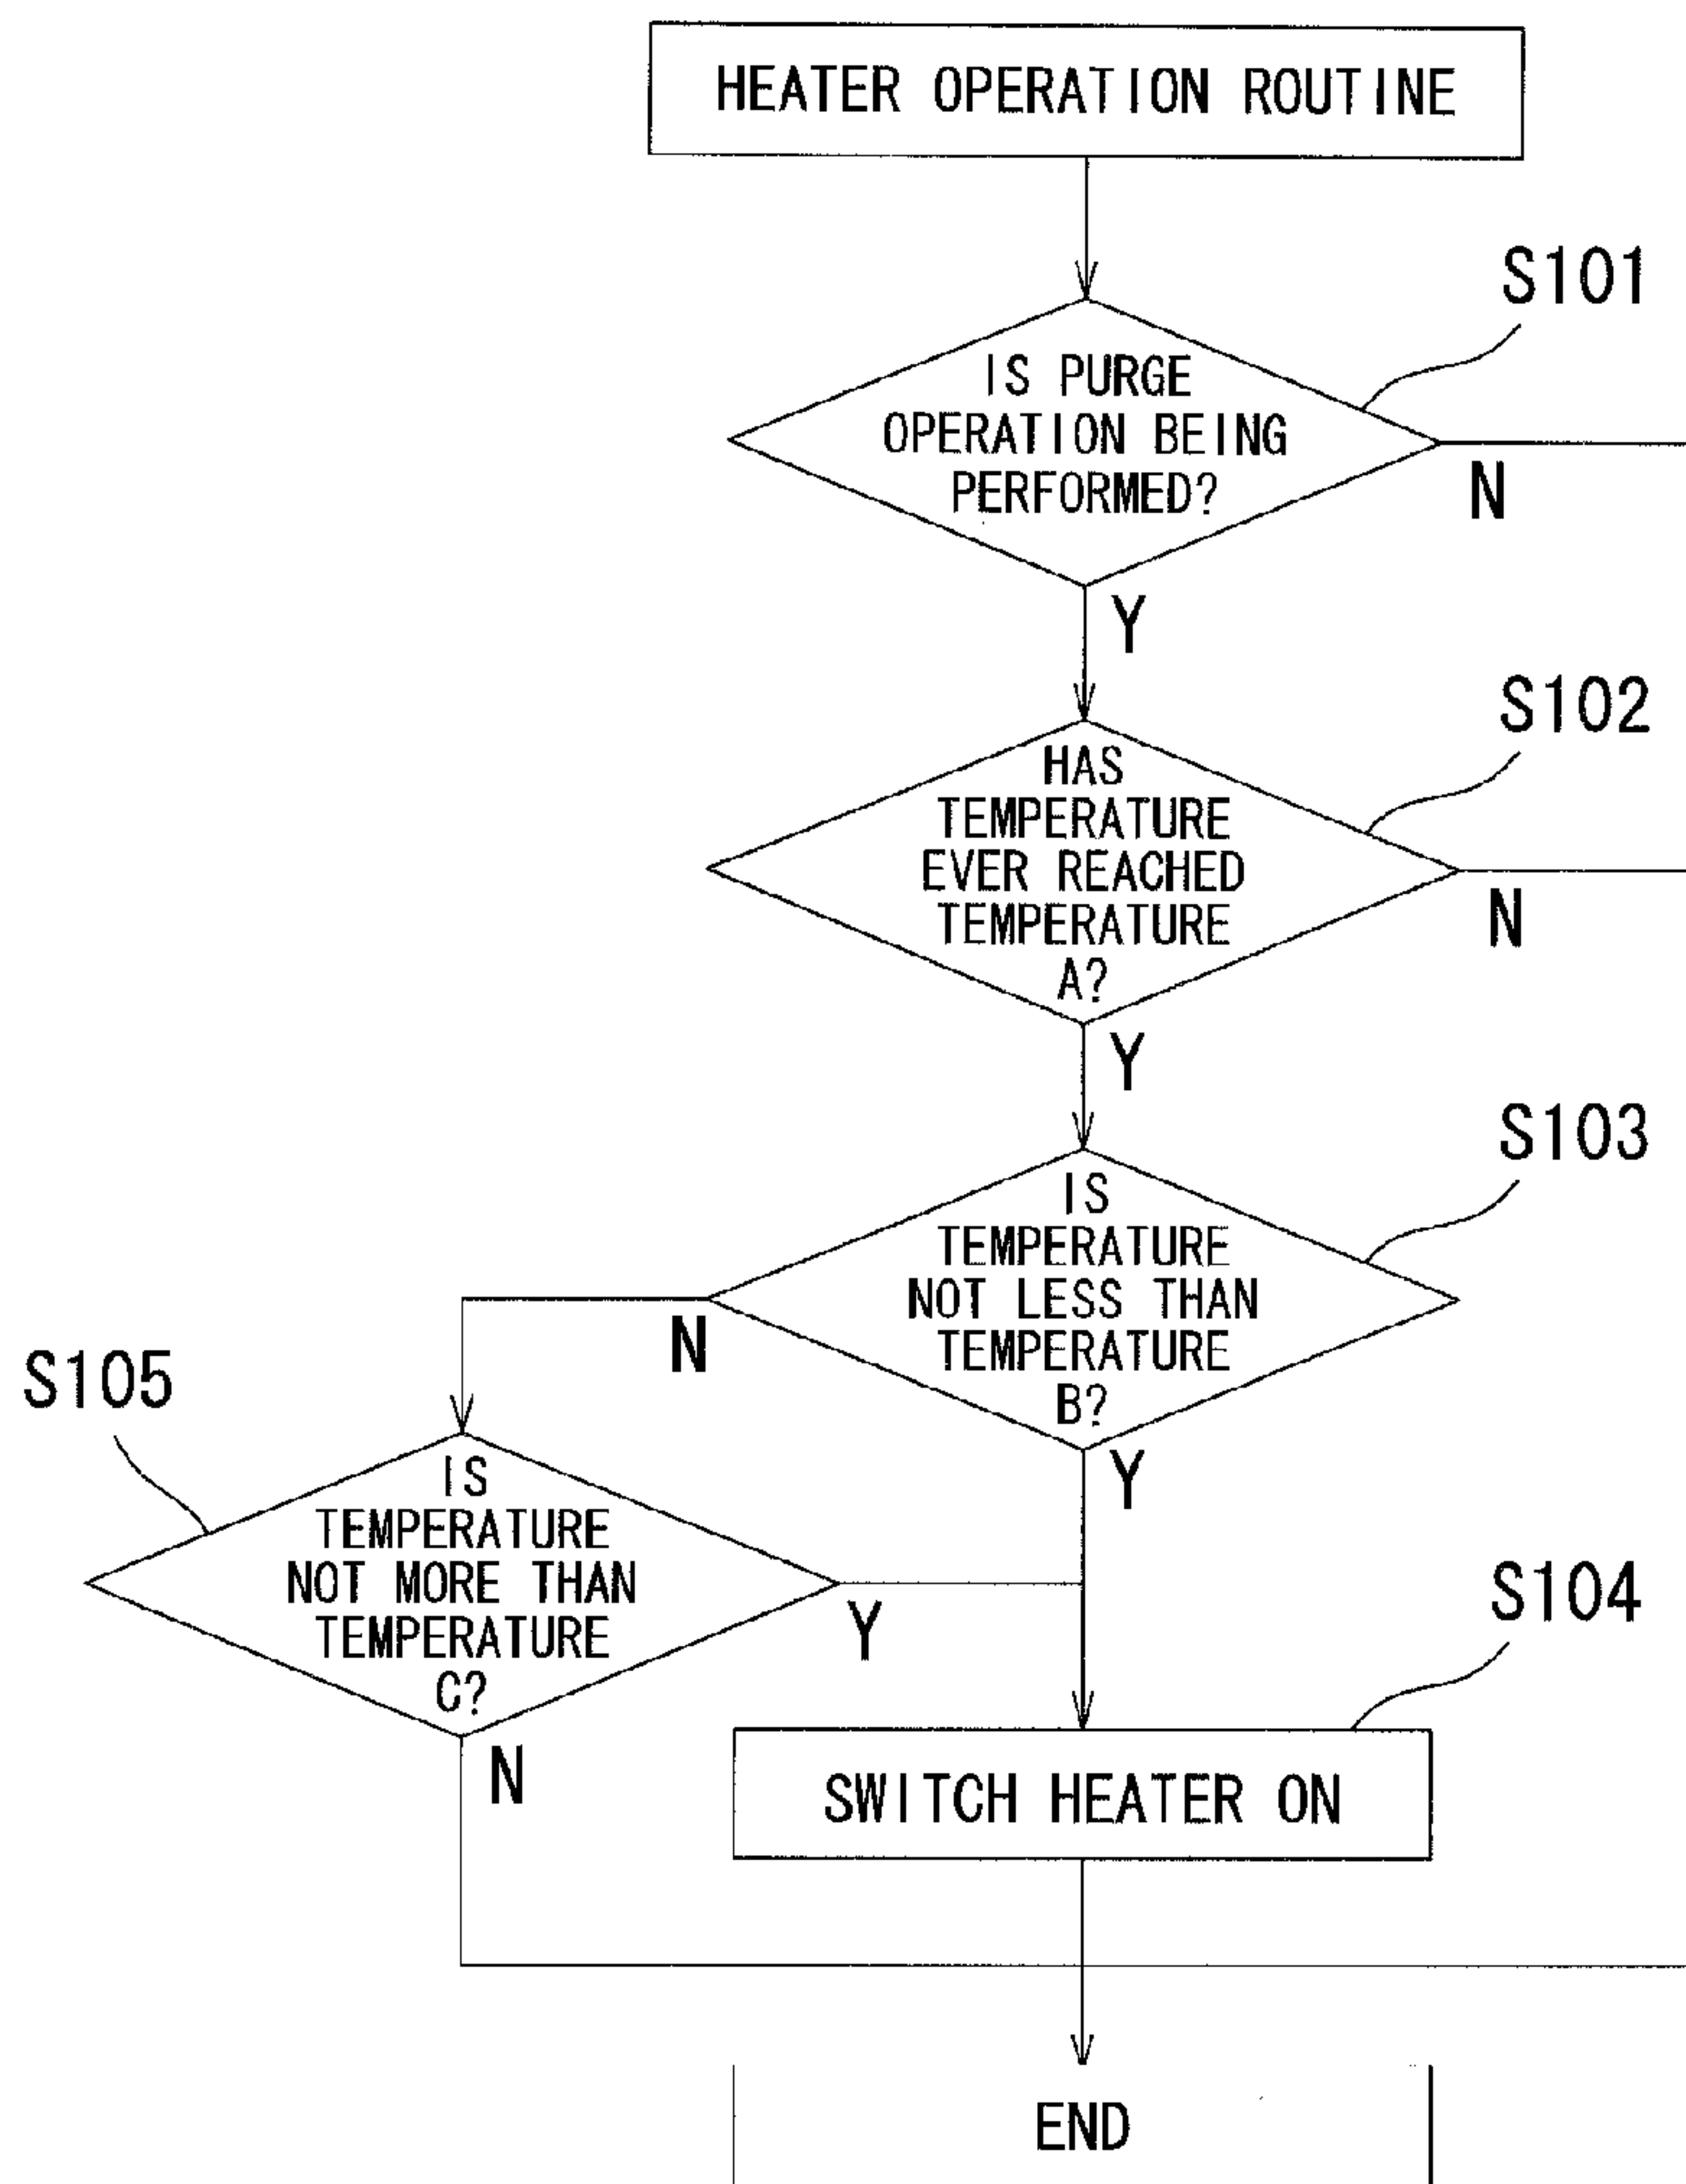 HEATER OPERATION ROUTINE
S101
IS PURGE
OPERATION BEING
PERFORMED?
N
Y
S102
HAS
TEMPERATURE
EVER REACHED
TEMPERATURE
A?
N
Y
S103
IS
TEMPERATURE
NOT LESS THAN
TEMPERATURE
B?
N
Y
S105
IS
TEMPERATURE
NOT MORE THAN
TEMPERATURE
C?
Y
N
S104
SWITCH HEATER ON
END